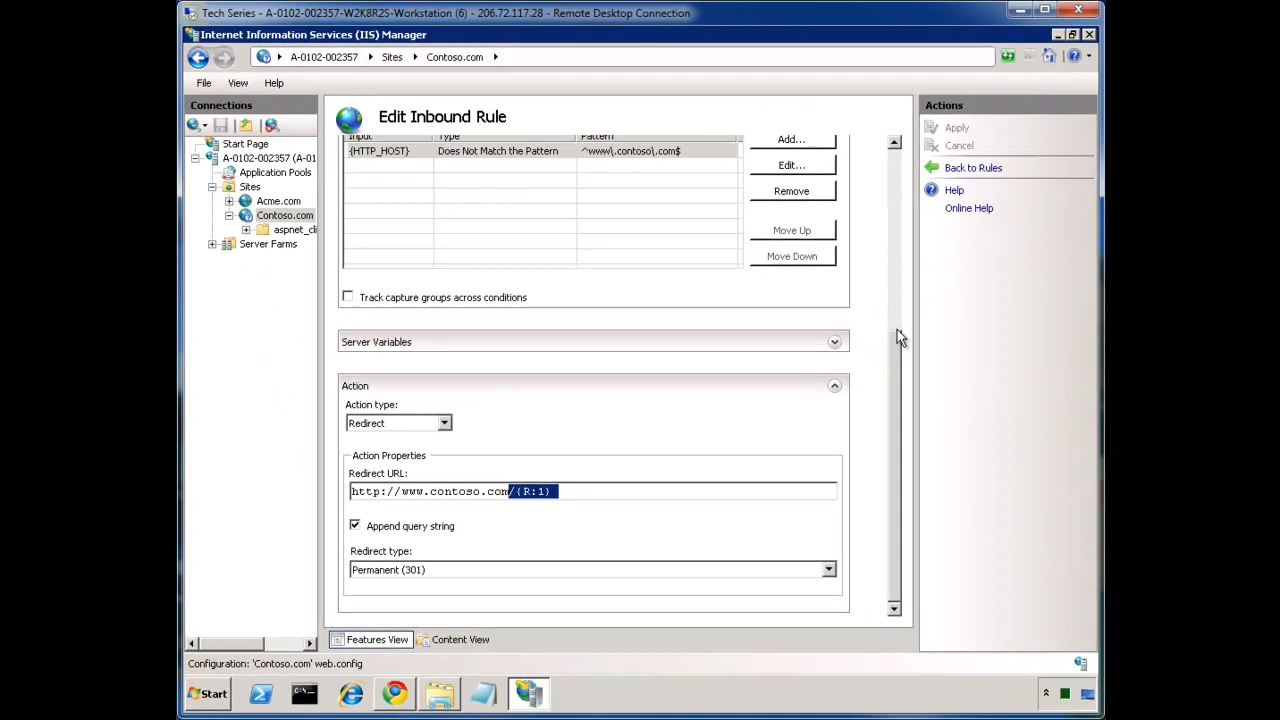 Tech Series - A-0102-002357-W2K8R2S-Workstation (6) - 206.72.117.28 - Remote Desktop Connection
Internet Information Services (IIS) Manager
A-0102-002357 Sites Contoso.com
File View Help
Connections
Start Page
A-0102-002357 (A-01
Application Pools
Sites
Acme.com
Contoso.com
aspnet_cli
Server Farms
Edit Inbound Rule
Input Type Pattern
{HTTP_HOST} Does Not Match the Pattern ^www\.contoso\.com$
Add...
Edit...
Remove
Move Up
Move Down
Track capture groups across conditions
Server Variables
Action
Action type:
Redirect
Action Properties
Redirect URL:
http://www.contoso.com/{R:1}
Append query string
Redirect type:
Permanent (301)
Actions
Apply
Cancel
Back to Rules
Help
Online Help
Features View Content View
Configuration: 'Contoso.com' web.config
Start